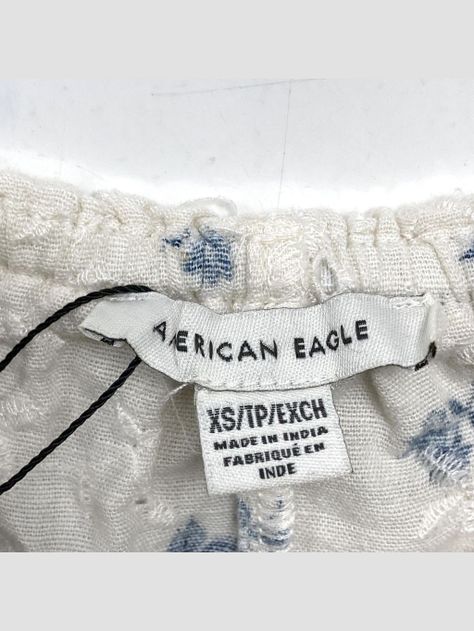 AMERICAN EAGLE
XS/TP/EXCH
MADE IN INDIA
FABRIQUÉ EN
INDE